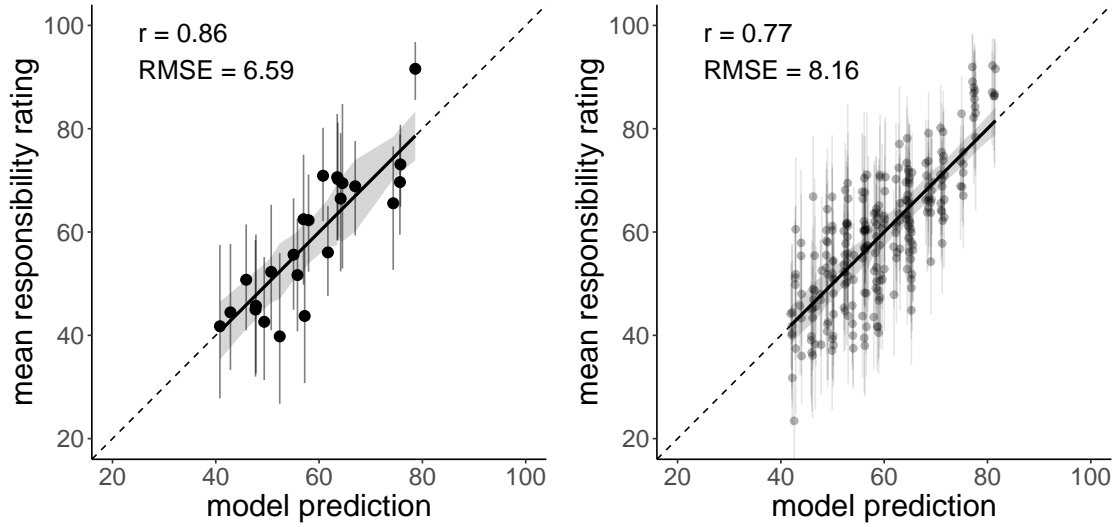 r = 0.86
RMSE = 6.59
mean responsibility rating
100
80
60
40
20
20 40 60 80 100
model prediction
r = 0.77
RMSE = 8.16
mean responsibility rating
100
80
60
40
20
20 40 60 80 100
model prediction